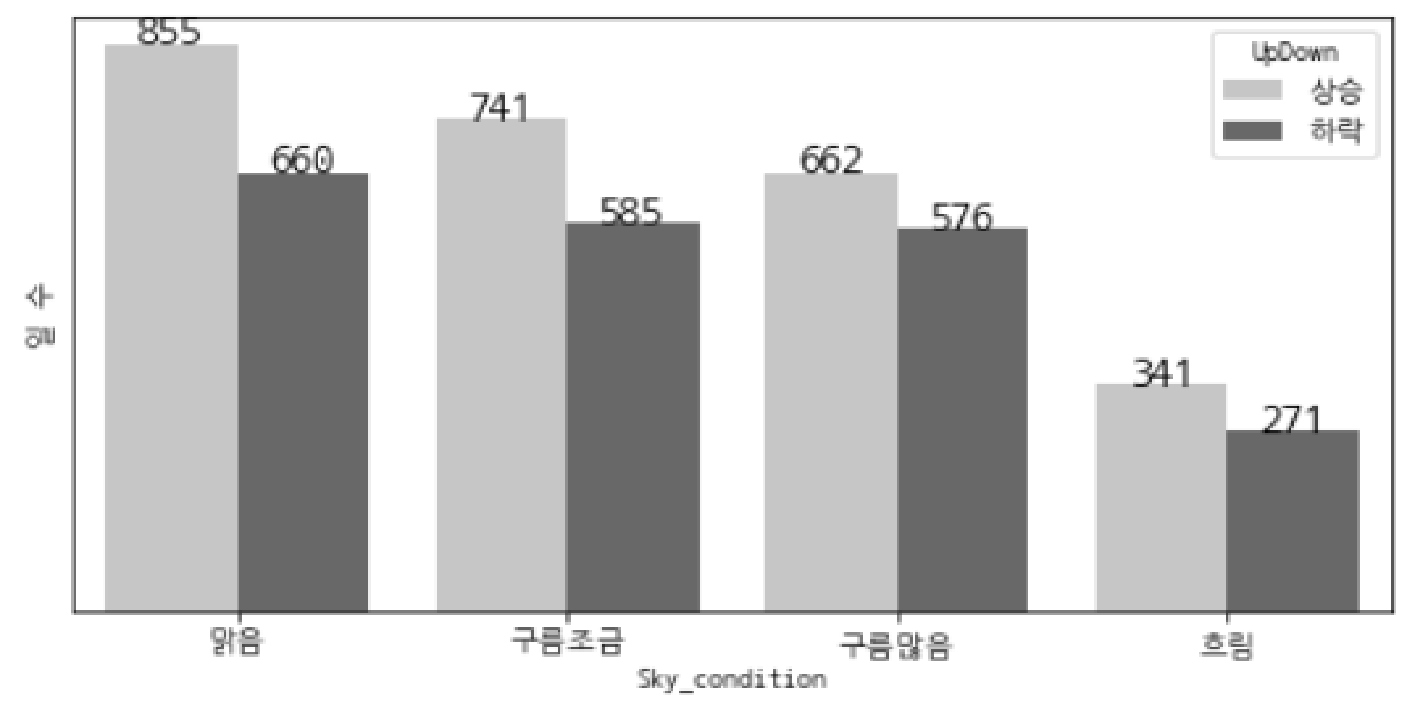 855
660
741
585
662
576
341
271
UpDown
상승
하락
일 수
맑음
구름조금
구름많음
흐림
Sky_condition